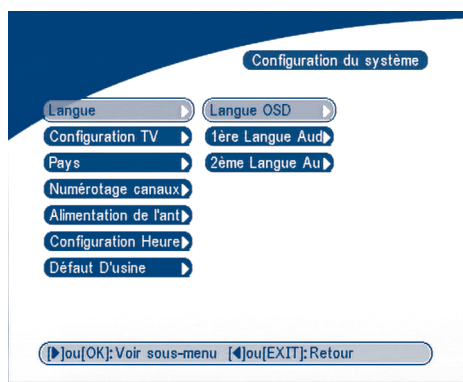 Configuration du système
Langue
Langue OSD
Configuration TV
1ère Langue Aud
Pays
2ème Langue Au
Numérotage canaux
Alimentation de l'ant
Configuration Heure
Défaut D'usine
[▶]ou[OK]:Voir sous-menu [◀]ou[EXIT]:Retour